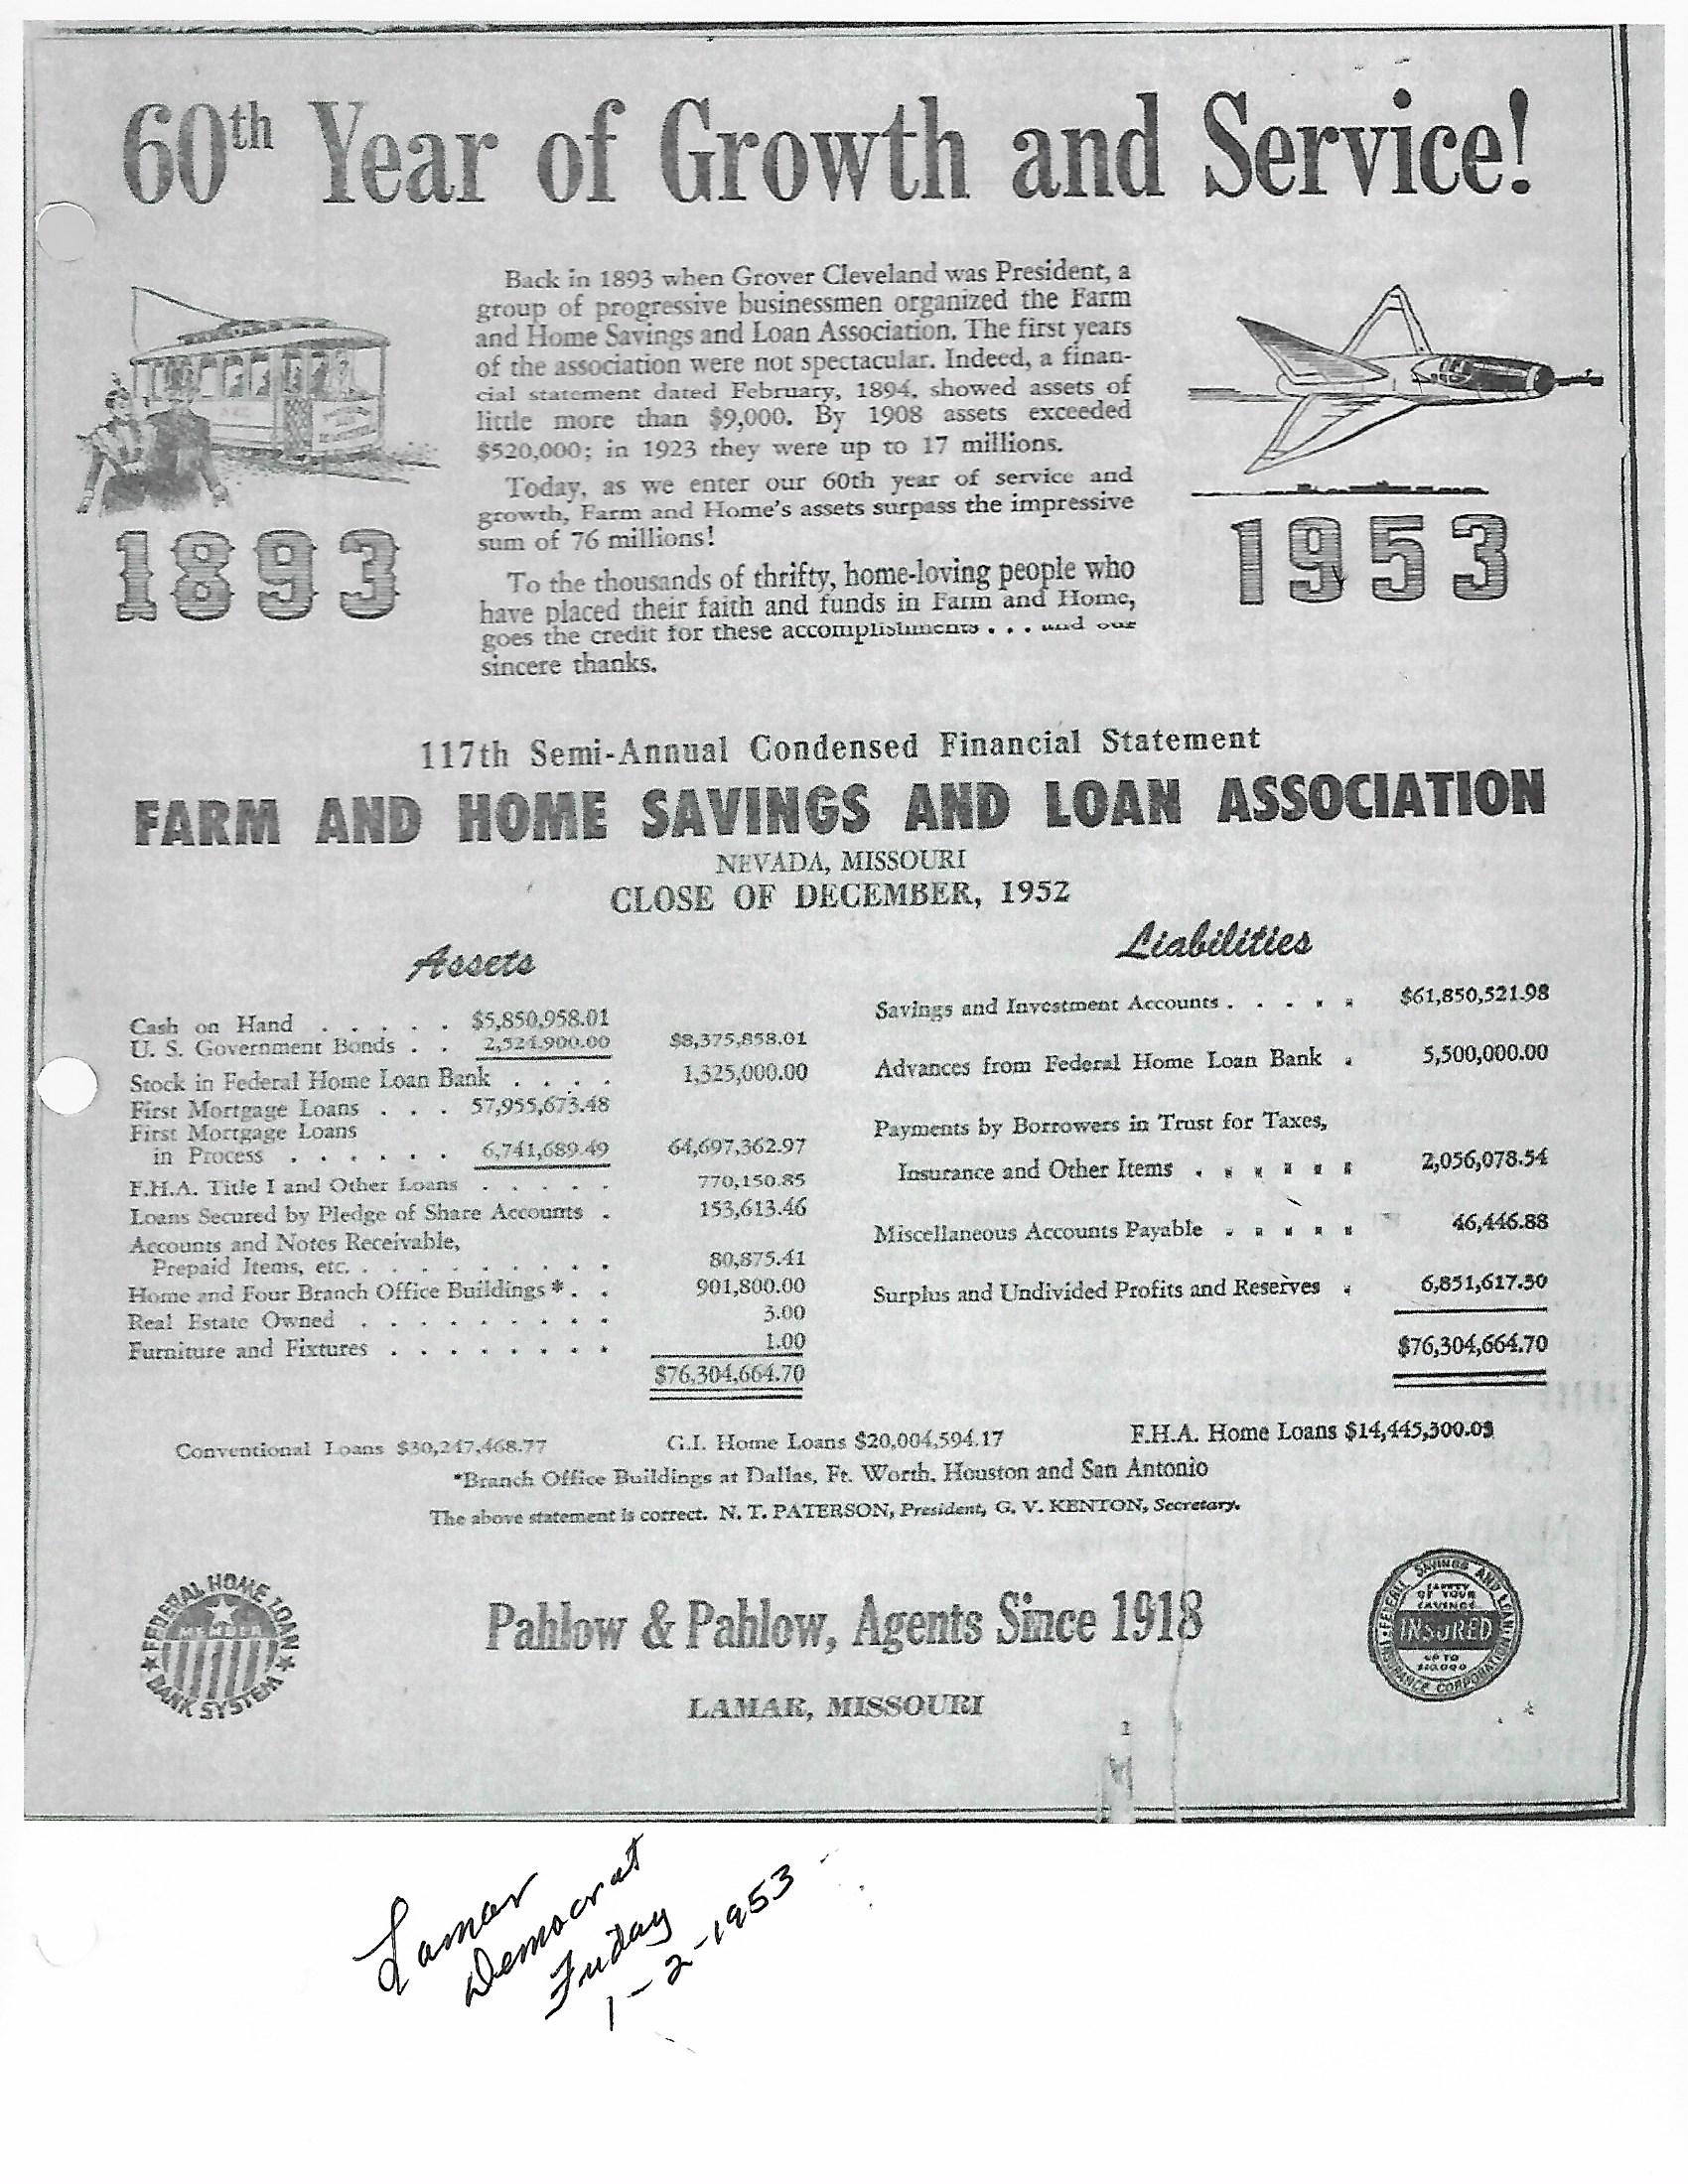 60th Year of Growth and Service!
Back in 1893 when Grover Cleveland was President, a
group of progressive businessmen organized the Farm
and Home Savings and Loan Association. The first years
of the association were not spectacular. Indeed, a finan-
cial statement dated February, 1894, showed assets of
little more than $9,000. By 1908 assets exceeded
$520,000; in 1923 they were up to 17 millions.
Today, as we enter our 60th year of service and
growth, Farm and Home's assets surpass the impressive
sum of 76 millions!
To the thousands of thrifty, home-loving people who
have placed their faith and funds in Farm and Home,
goes the credit for these accomplishments . . . and our
sincere thanks.
1893
1953
117th Semi-Annual Condensed Financial Statement
FARM AND HOME SAVINGS AND LOAN ASSOCIATION
NEVADA, MISSOURI
CLOSE OF DECEMBER, 1952
Assets
Cash on Hand . . . . . $5,850,958.01
U. S. Government Bonds . . 2,524,900.00 $8,375,858.01
Stock in Federal Home Loan Bank . . . . 1,325,000.00
First Mortgage Loans . . . 57,955,673.48
First Mortgage Loans
in Process . . . . . . 6,741,689.49 64,697,362.97
F.H.A. Title I and Other Loans . . . . . 770,150.85
Loans Secured by Pledge of Share Accounts . 153,613.46
Accounts and Notes Receivable,
Prepaid Items, etc. . . . . . . . . . 80,875.41
Home and Four Branch Office Buildings * . . 901,800.00
Real Estate Owned . . . . . . . . . 3.00
Furniture and Fixtures . . . . . . . . 1.00
$76,304,664.70
Liabilities
Savings and Investment Accounts . . . . . $61,850,521.98
Advances from Federal Home Loan Bank . 5,500,000.00
Payments by Borrowers in Trust for Taxes,
Insurance and Other Items . . . . . . 2,056,078.54
Miscellaneous Accounts Payable . . . . . 46,446.88
Surplus and Undivided Profits and Reserves . 6,851,617.30
$76,304,664.70
Conventional Loans $30,247,468.77 G.I. Home Loans $20,004,594.17 F.H.A. Home Loans $14,445,300.03
*Branch Office Buildings at Dallas, Ft. Worth, Houston and San Antonio
The above statement is correct. N. T. PATERSON, President, G. V. KENTON, Secretary.
FEDERAL HOME LOAN
MEMBER
BANK SYSTEM
Pahlow & Pahlow, Agents Since 1918
LAMAR, MISSOURI
FEDERAL SAVINGS AND LOAN
INSURANCE CORPORATION
SAFETY
OF YOUR
SAVINGS
INSURED
UP TO
$10,000
Lamar
Democrat
Friday
1-2-1953